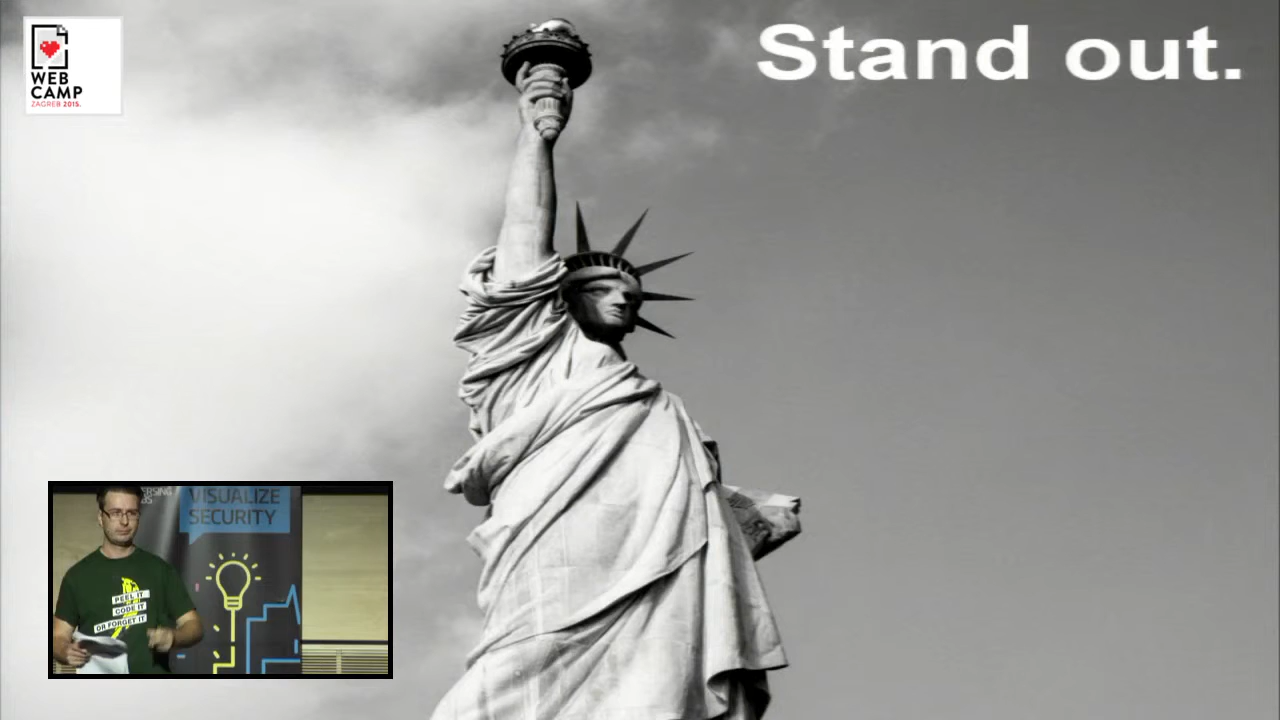 Stand out.
WEB
CAMP
ZAGREB 2015.
VISUALIZE
SECURITY
PEEL IT
CODE IT
OR FORGET IT